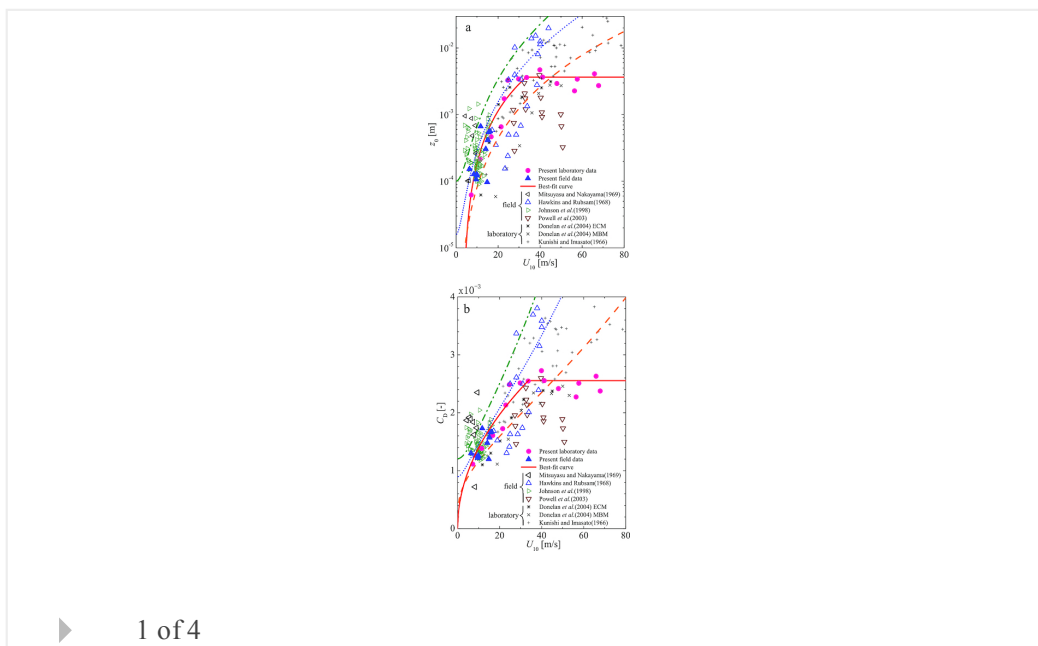 a
10-2
10-3
z0 [m]
10-4
10-5
0 20 40 60 80
U10 [m/s]
Present laboratory data
Present field data
Best-fit curve
Mitsuyasu and Nakayama(1969)
Hawkins and Rubsam(1968)
field
Johnson et al.(1998)
Powell et al.(2003)
Donelan et al.(2004) ECM
laboratory
Donelan et al.(2004) MBM
Kunishi and Imasato(1966)
x10-3
b
4
3
2
1
0
CD [-]
0 20 40 60 80
U10 [m/s]
Present laboratory data
Present field data
Best-fit curve
Mitsuyasu and Nakayama(1969)
Hawkins and Rubsam(1968)
field
Johnson et al.(1998)
Powell et al.(2003)
Donelan et al.(2004) ECM
laboratory
Donelan et al.(2004) MBM
Kunishi and Imasato(1966)
1 of 4